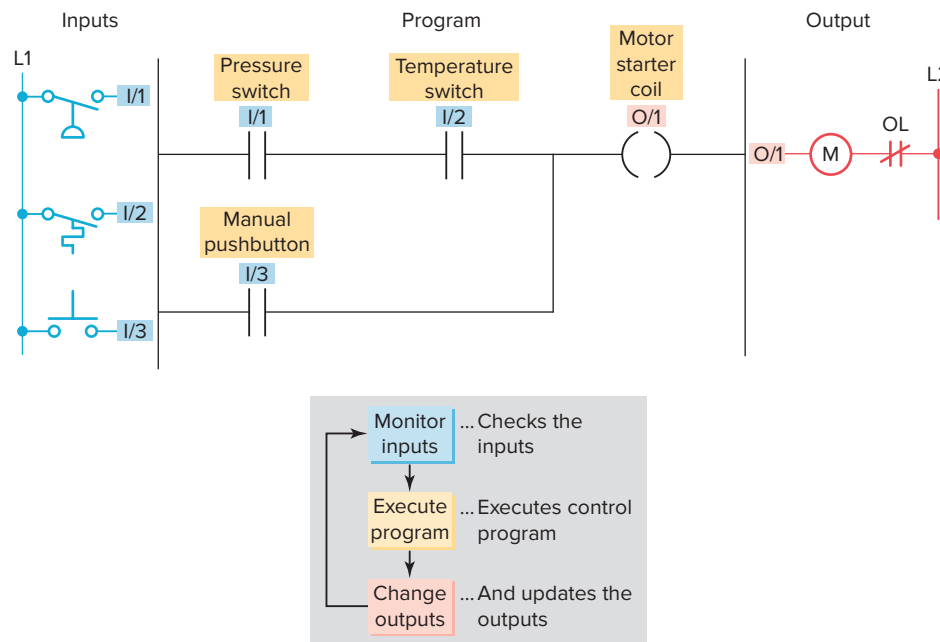 Inputs
Program
Output
L1
I/1
Pressure
switch
I/1
Temperature
switch
I/2
Motor
starter
coil
O/1
O/1
M
OL
L2
I/2
Manual
pushbutton
I/3
I/3
Monitor
inputs
... Checks the
inputs
Execute
program
... Executes control
program
Change
outputs
... And updates the
outputs